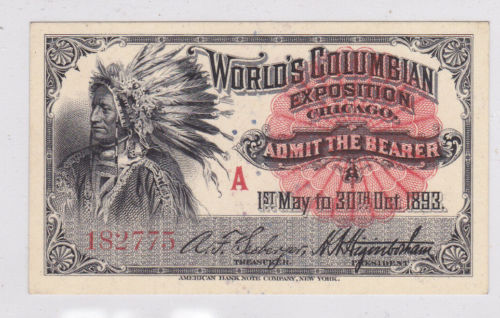 WORLD'S COLUMBIAN
EXPOSITION
CHICAGO.
ADMIT THE BEARER
A
A
1ST May to 30TH Oct. 1893.
182775
TREASURER.
PRESIDENT.
AMERICAN BANK NOTE COMPANY, NEW YORK.